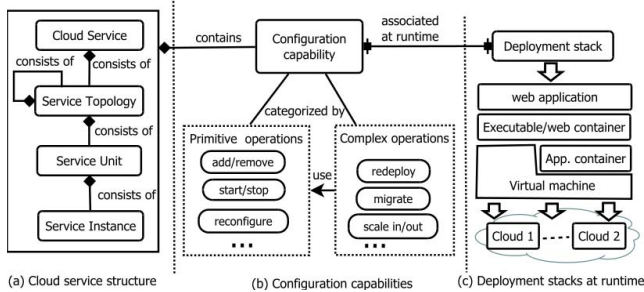 Cloud Service
consists of
consists of
Service Topology
consists of
Service Unit
consists of
Service Instance
(a) Cloud service structure
contains
Configuration
capability
categorized by
Primitive operations
add/remove
start/stop
reconfigure
...
use
Complex operations
redeploy
migrate
scale in/out
...
(b) Configuration capabilities
associated
at runtime
Deployment stack
web application
Executable/web container
App. container
Virtual machine
Cloud 1
Cloud 2
(c) Deployment stacks at runtime